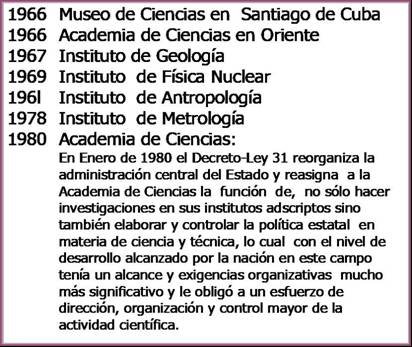 1966 Museo de Ciencias en Santiago de Cuba
1966 Academia de Ciencias en Oriente
1967 Instituto de Geología
1969 Instituto de Física Nuclear
196l Instituto de Antropología
1978 Instituto de Metrología
1980 Academia de Ciencias:
En Enero de 1980 el Decreto-Ley 31 reorganiza la
administración central del Estado y reasigna a la
Academia de Ciencias la función de, no sólo hacer
investigaciones en sus institutos adscriptos sino
también elaborar y controlar la política estatal en
materia de ciencia y técnica, lo cual con el nivel de
desarrollo alcanzado por la nación en este campo
tenía un alcance y exigencias organizativas mucho
más significativo y le obligó a un esfuerzo de
dirección, organización y control mayor de la
actividad científica.